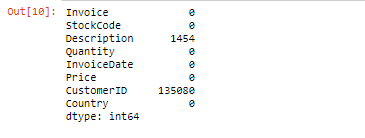 Out[10]: Invoice 0
StockCode 0
Description 1454
Quantity 0
InvoiceDate 0
Price 0
CustomerID 135080
Country 0
dtype: int64